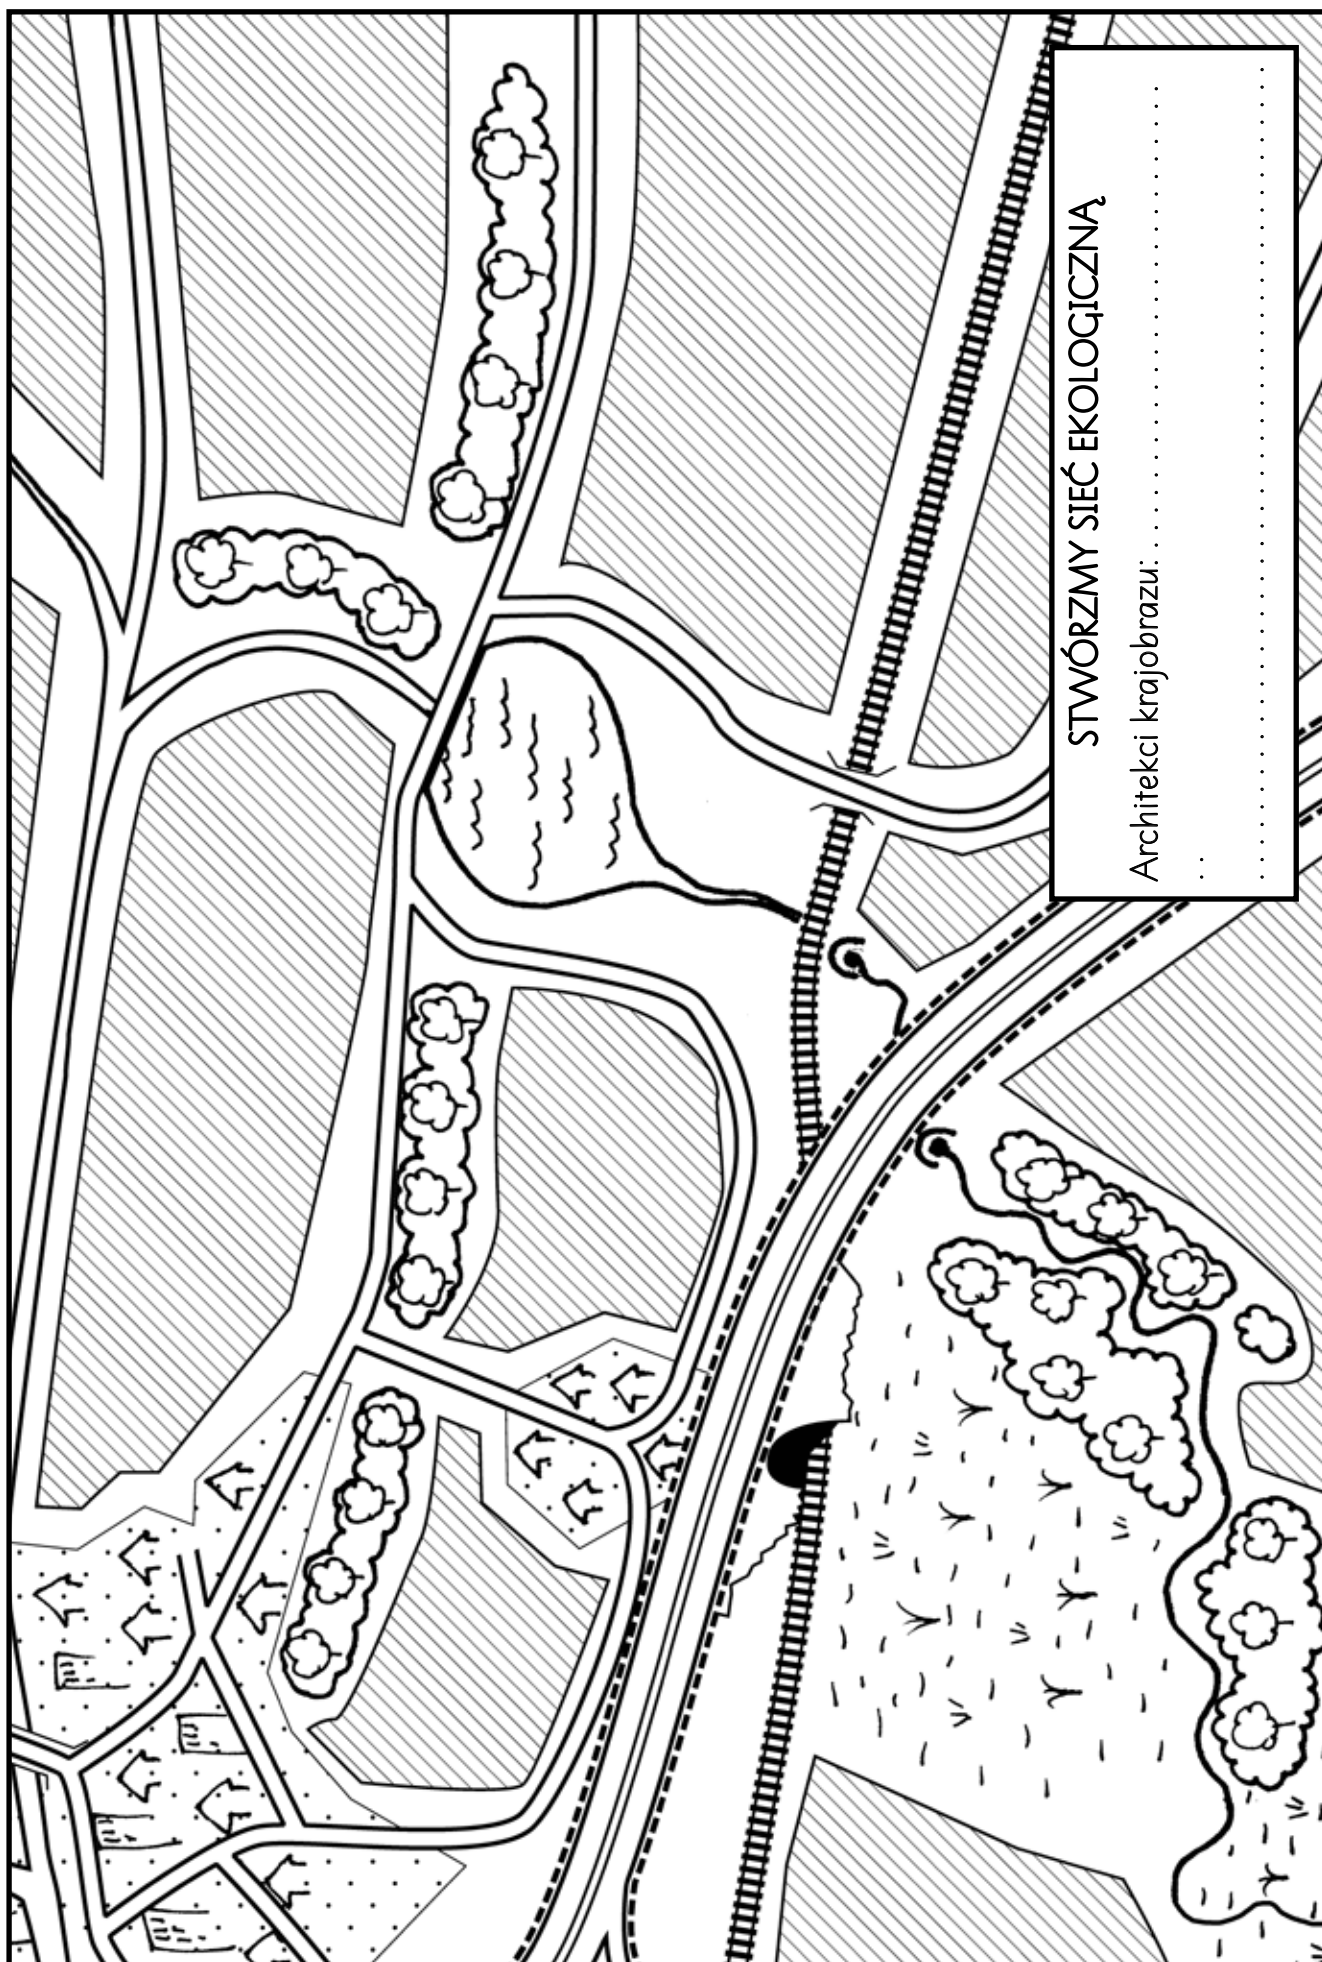 STWÓRZMY SIEĆ EKOLOGICZNĄ
Architekci krajobrazu: . . . . . . . . . . . . . . . . . . . . . . . . . . . . . .
. .
. . . . . . . . . . . . . . . . . . . . . . . . . . . . . . . . . . . . . . . . . . . . . . . . . . . .